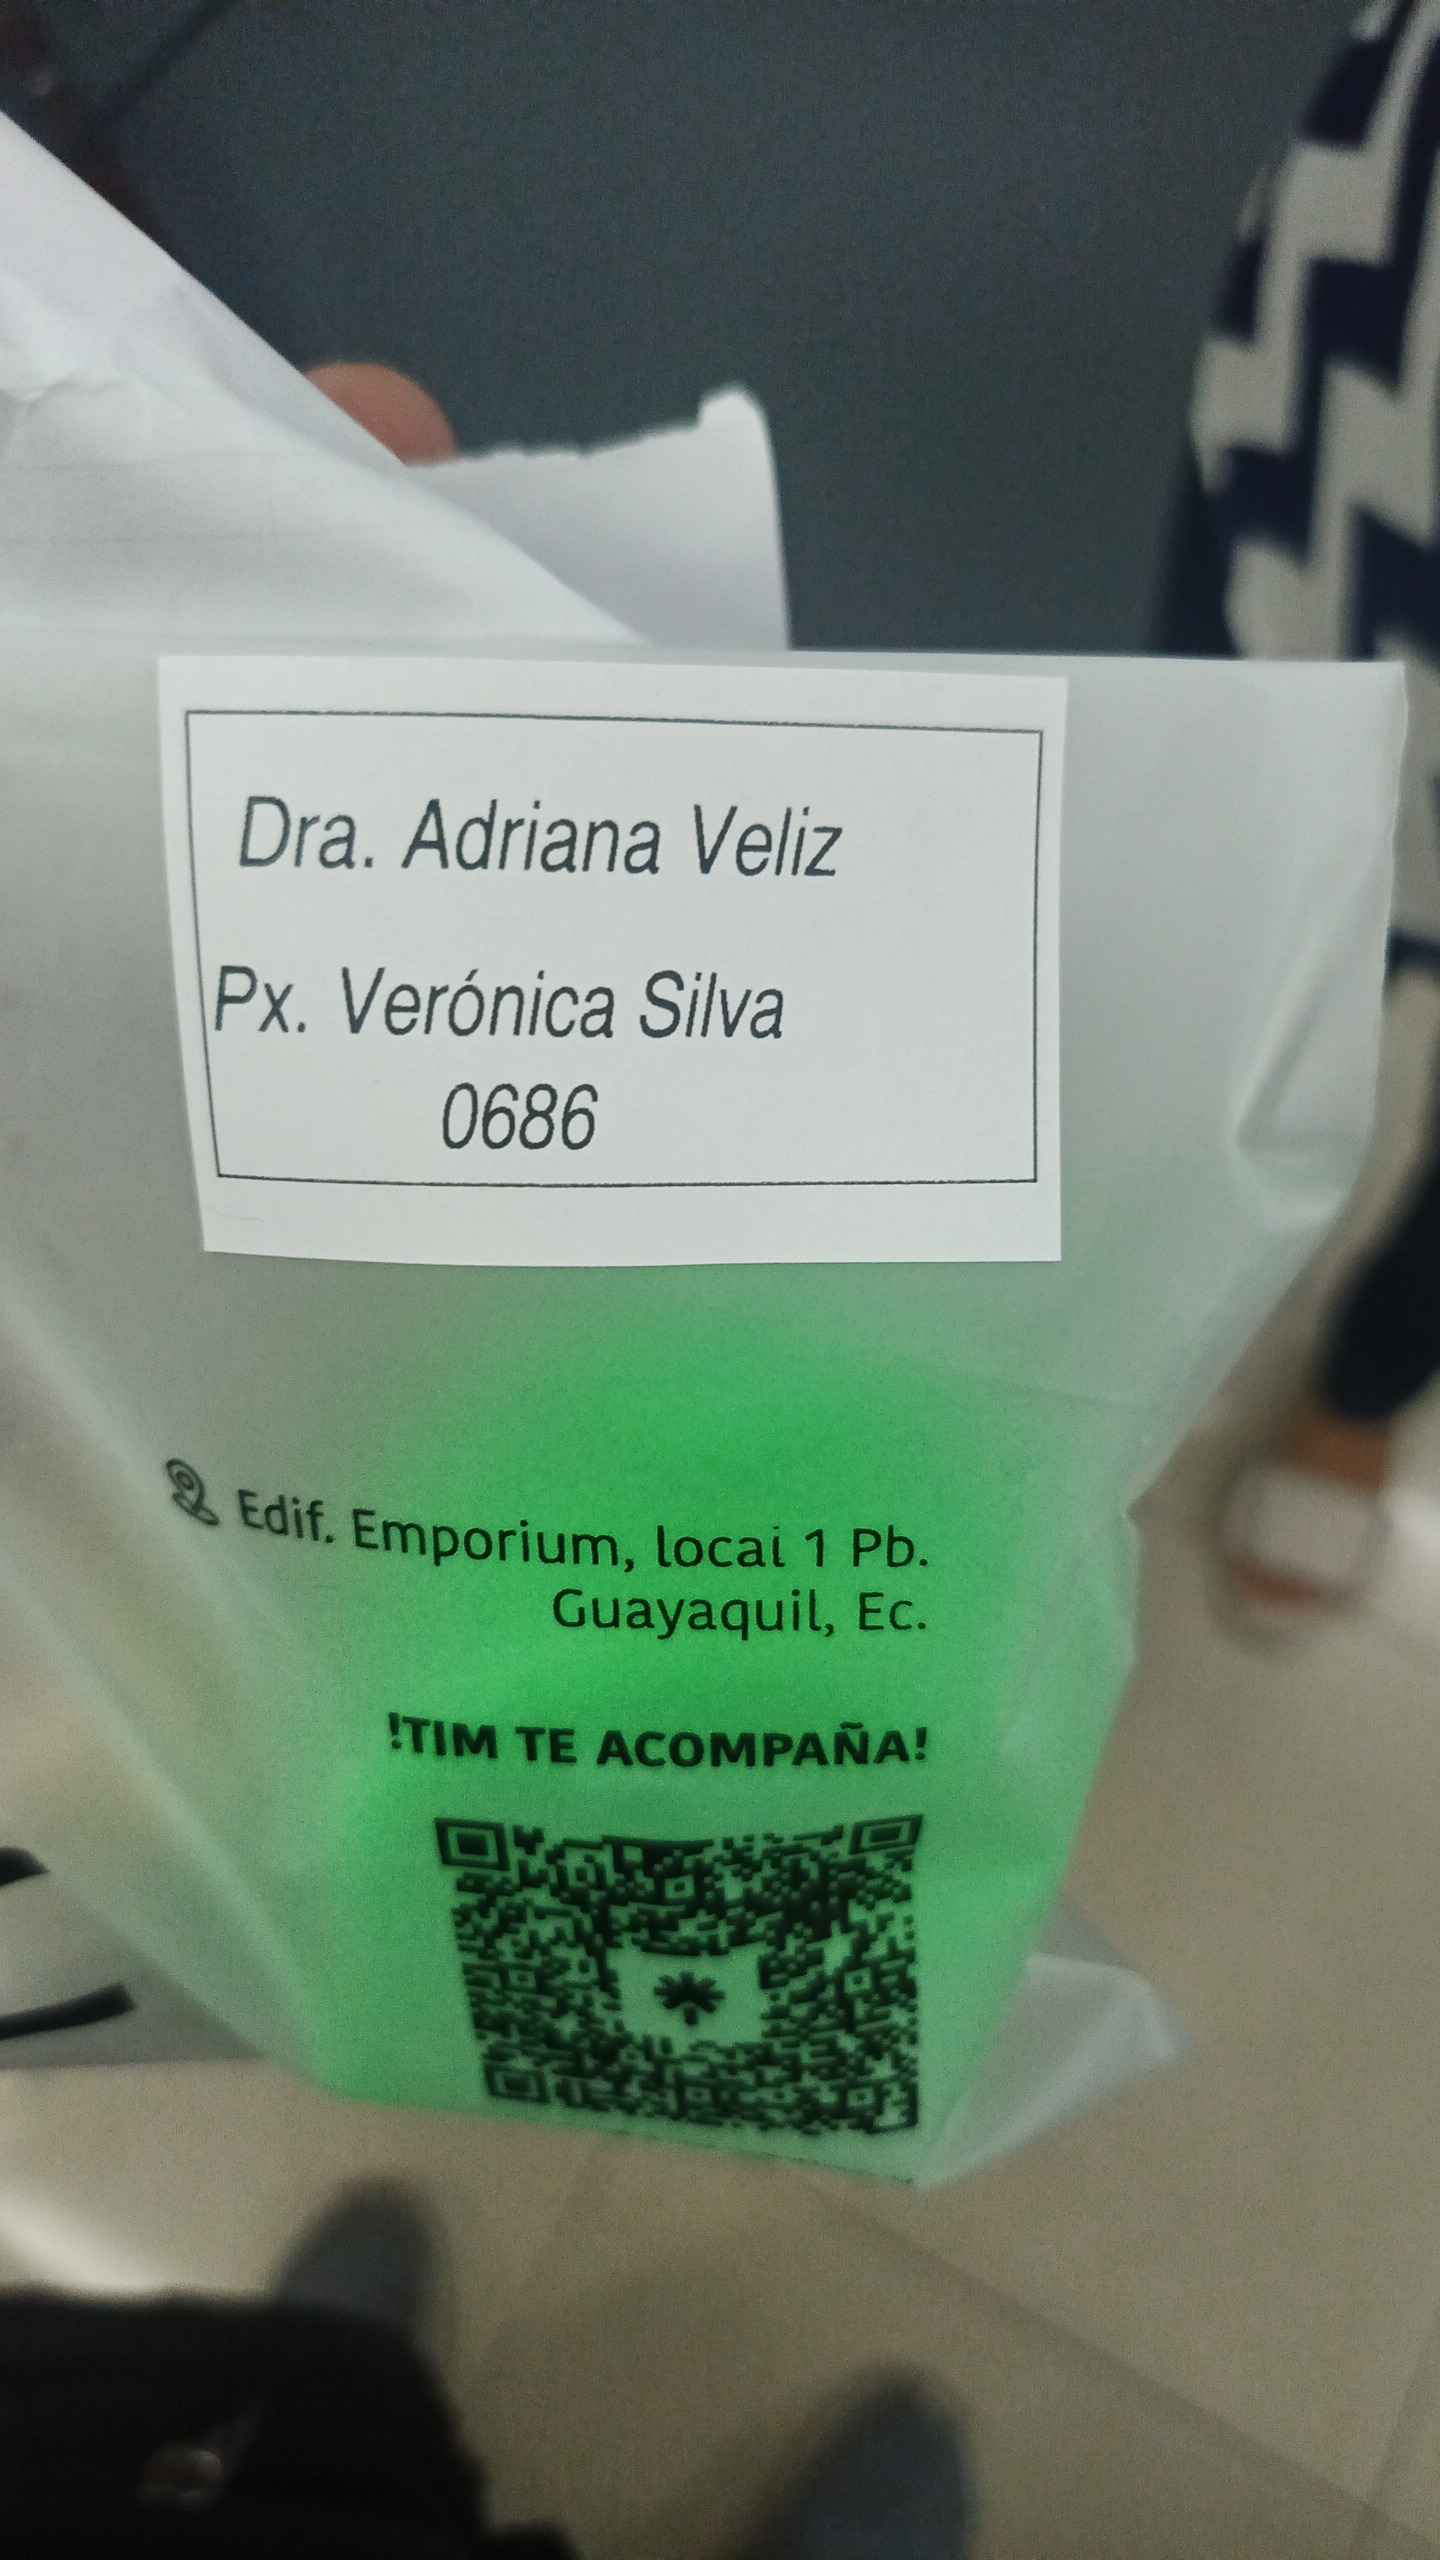 Dra. Adriana Veliz
Px. Verónica Silva
0686
Edif. Emporium, local 1 Pb.
Guayaquil, Ec.
!TIM TE ACOMPAÑA!